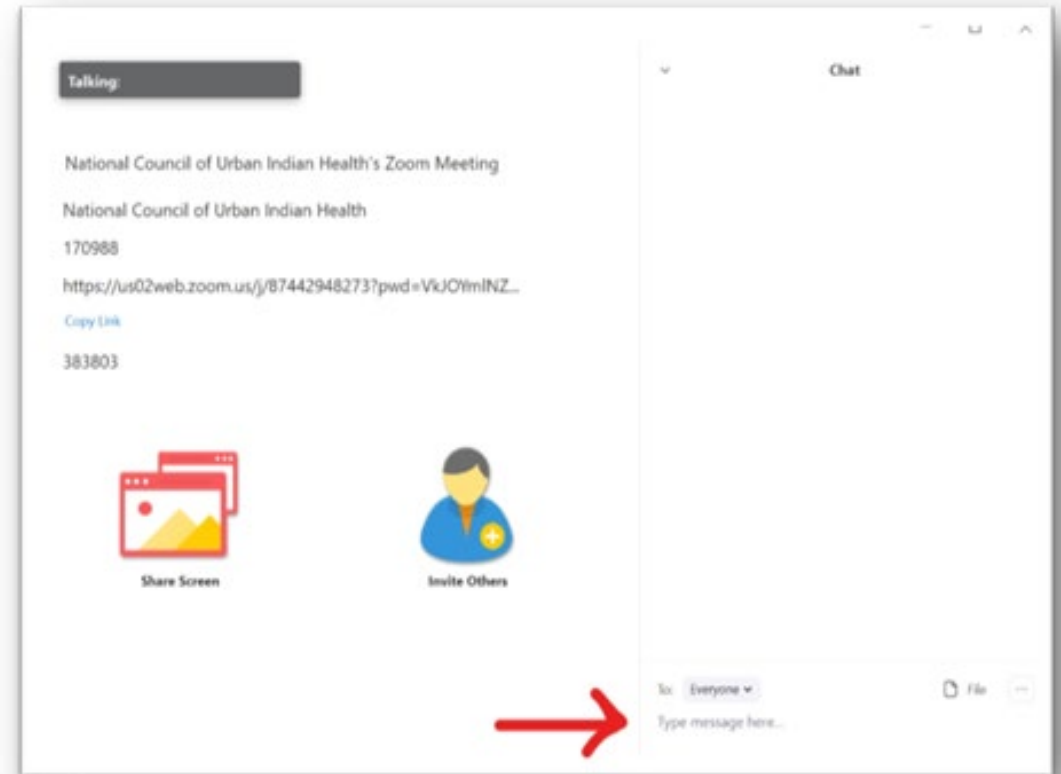 Talking:
National Council of Urban Indian Health's Zoom Meeting
National Council of Urban Indian Health
170988
https://us02web.zoom.us/j/87442948273?pwd=VkJOYmlNZ...
Copy Link
383803
Share Screen
Invite Others
Chat
To: Everyone
File
Type message here...